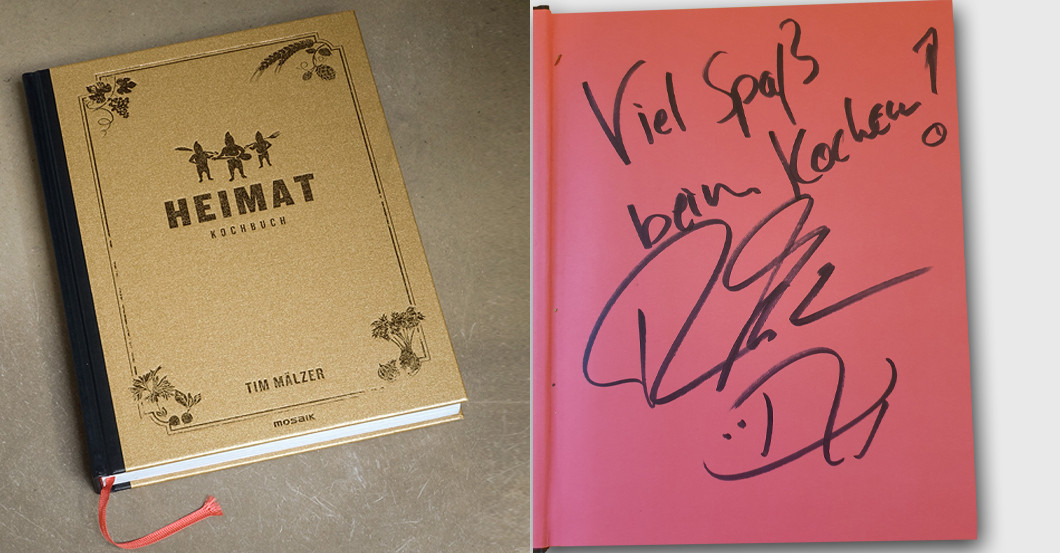 HEIMAT
KOCHBUCH
TIM MÄLZER
mosaik
Viel Spaß
beim Kochen!